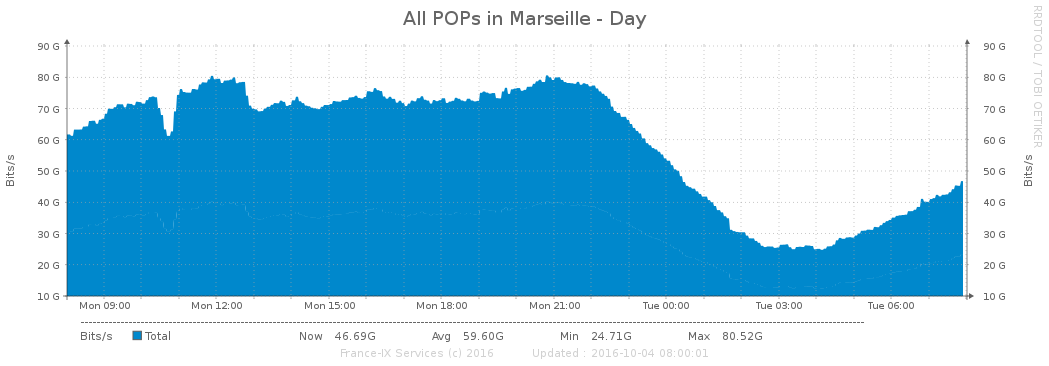 All POPs in Marseille - Day
RRDTOOL / TOBI OETIKER
90 G 90 G
80 G 80 G
70 G 70 G
60 G 60 G
50 G 50 G
40 G 40 G
30 G 30 G
20 G 20 G
10 G 10 G
Bits/s Bits/s
Mon 09:00 Mon 12:00 Mon 15:00 Mon 18:00 Mon 21:00 Tue 00:00 Tue 03:00 Tue 06:00
Bits/s Total Now 46.69G Avg 59.60G Min 24.71G Max 80.52G
France-IX Services (c) 2016 Updated : 2016-10-04 08:00:01